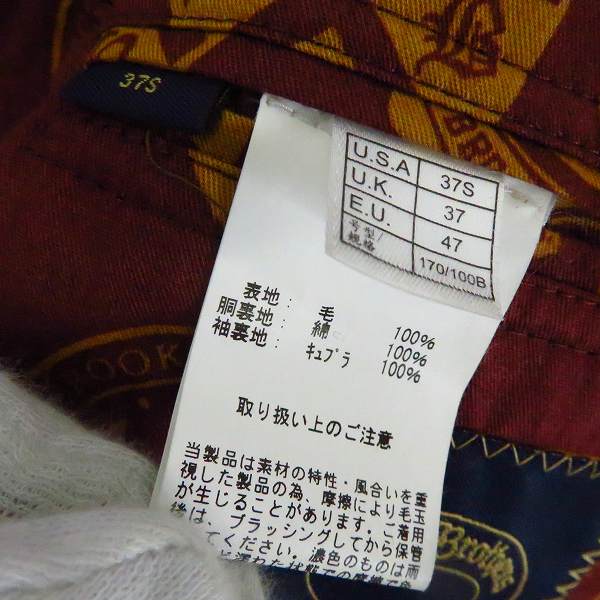 37S
BRO
U.S.A 37S
U.K. 37
E.U. 47
号型/规格 170/100B
表地： 毛 100%
胴裏地： 綿 100%
袖裏地： キュプラ 100%
取り扱い上のご注意
当製品は素材の特性・風合いを重
視した製品の為、摩擦により毛玉
が生じることがあります。ご着用
後は、ブラッシングしてから保管
てください。濃色のものは雨
OOK
Brothers